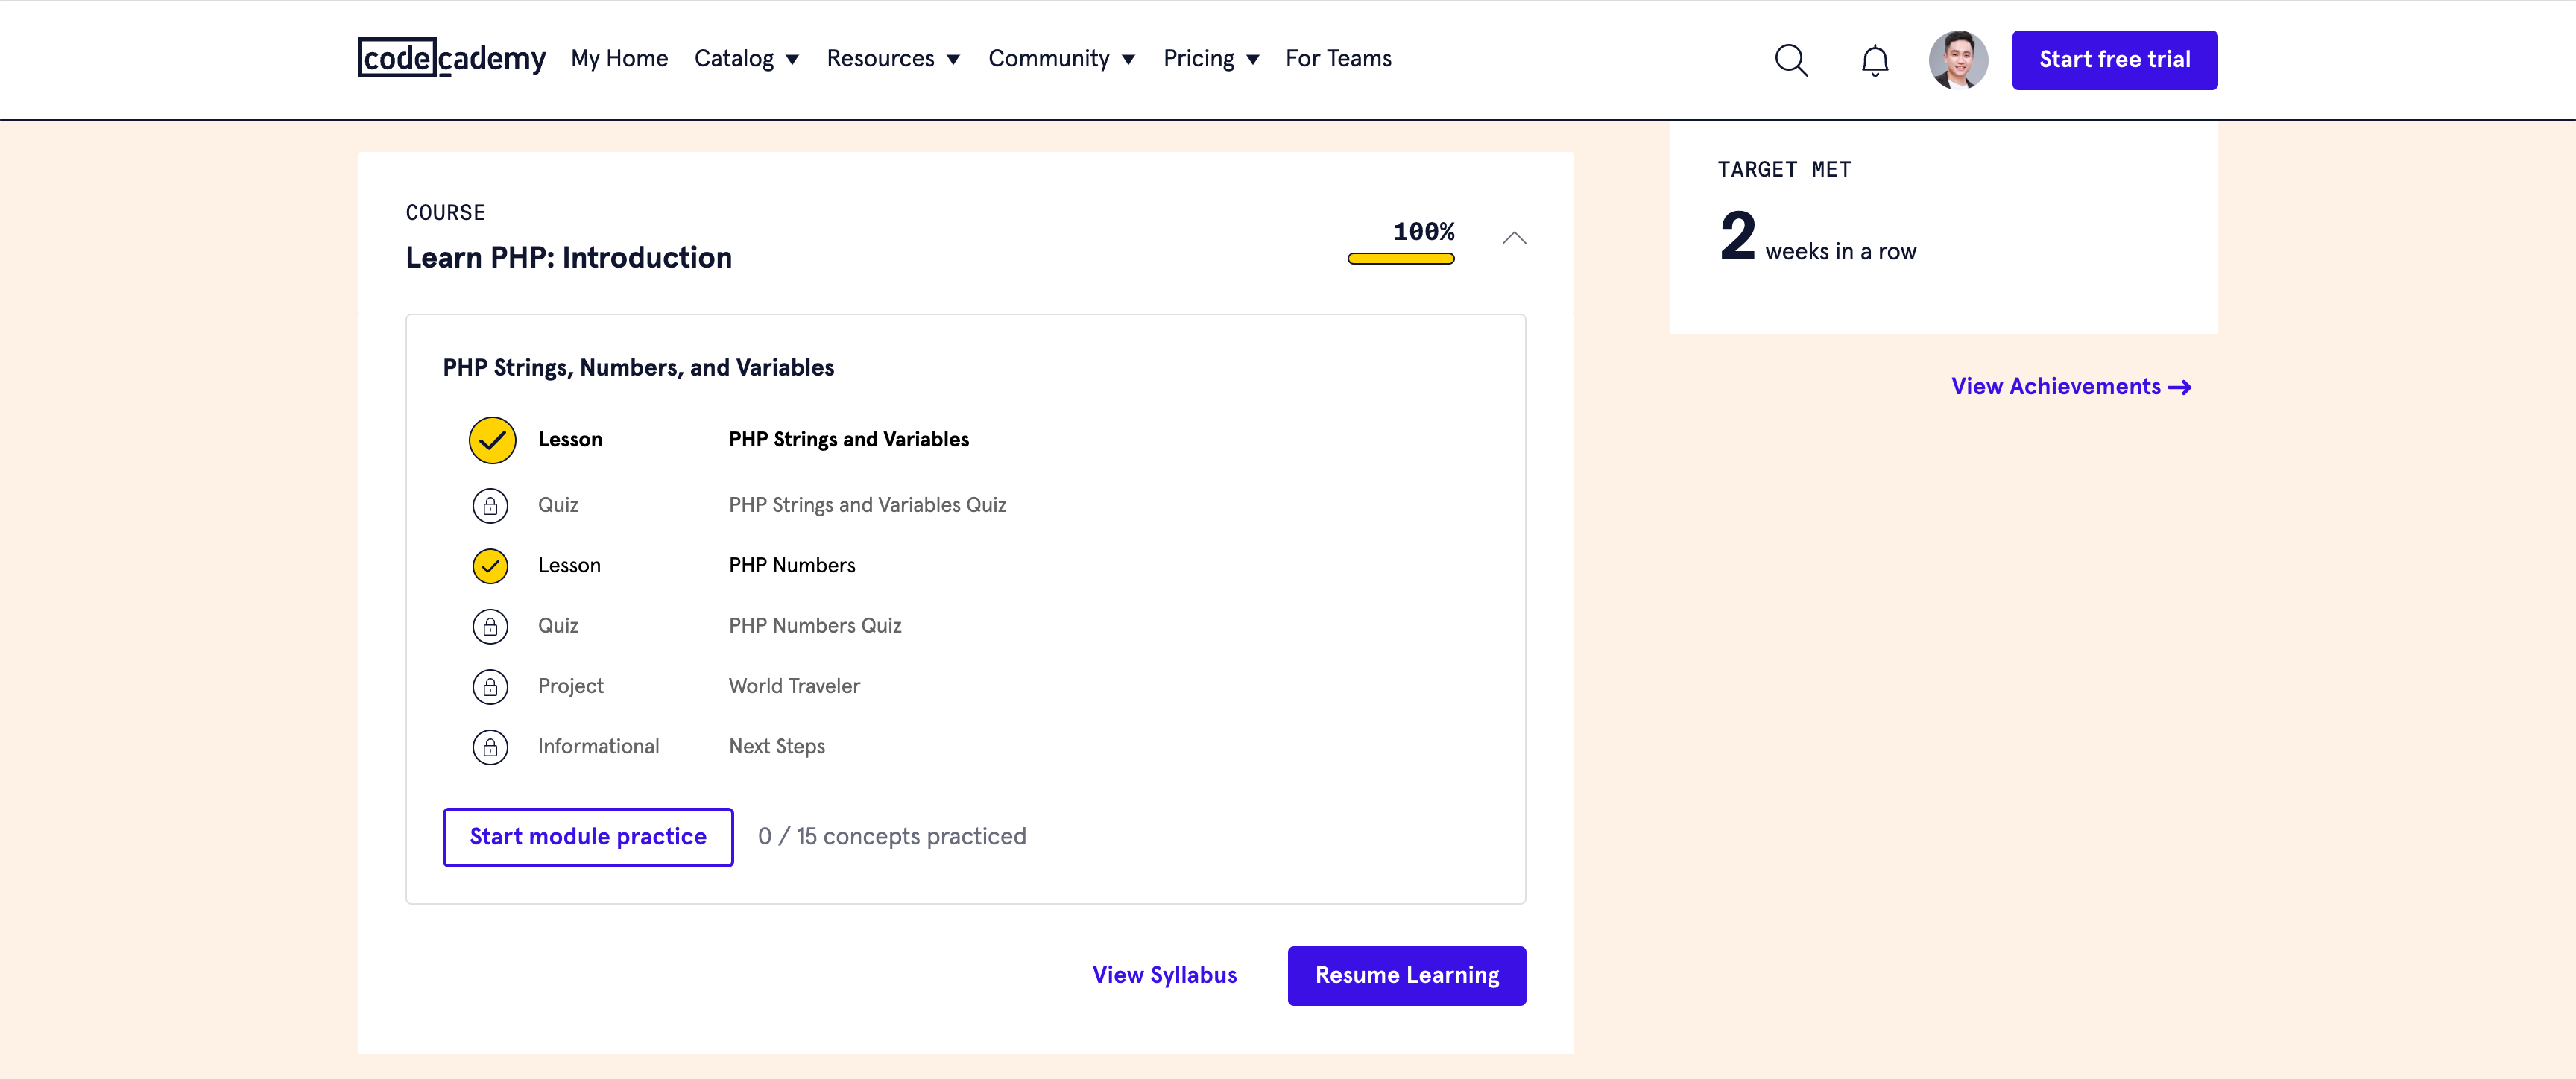 codecademy My Home Catalog Resources Community Pricing For Teams Start free trial
COURSE
Learn PHP: Introduction
100%
PHP Strings, Numbers, and Variables
Lesson PHP Strings and Variables
Quiz PHP Strings and Variables Quiz
Lesson PHP Numbers
Quiz PHP Numbers Quiz
Project World Traveler
Informational Next Steps
Start module practice 0 / 15 concepts practiced
View Syllabus Resume Learning
TARGET MET
2 weeks in a row
View Achievements